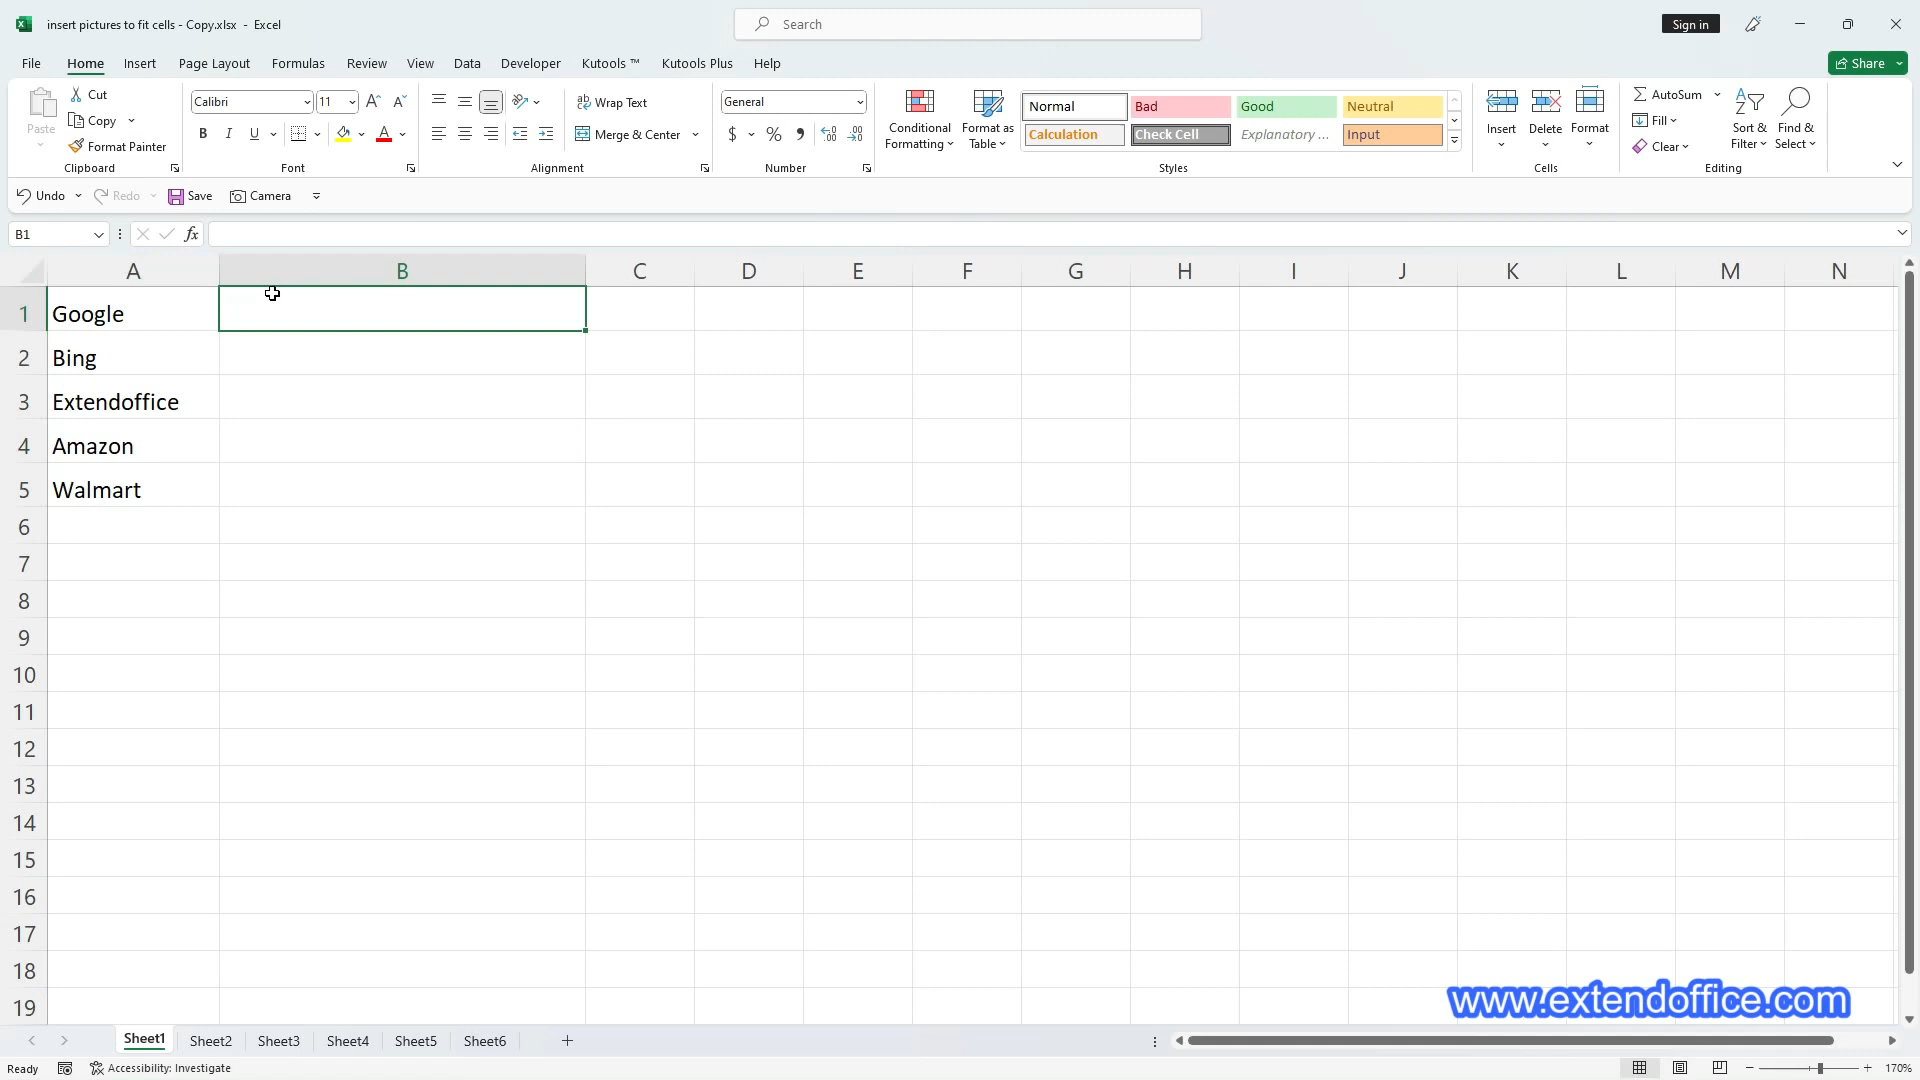 insert pictures to fit cells - Copy.xlsx - Excel
Search
Sign in
File Home Insert Page Layout Formulas Review View Data Developer Kutools ™ Kutools Plus Help
Share
Paste
Cut
Copy
Format Painter
Clipboard
Calibri 11
B I U
Font
Wrap Text
Merge & Center
Alignment
General
$ % ,
Number
Conditional Formatting
Format as Table
Normal Bad Good Neutral
Calculation Check Cell Explanatory ... Input
Styles
Insert Delete Format
Cells
AutoSum
Fill
Clear
Sort & Filter
Find & Select
Editing
Undo Redo Save Camera
B1 fx
A B C D E F G H I J K L M N
1 Google
2 Bing
3 Extendoffice
4 Amazon
5 Walmart
6
7
8
9
10
11
12
13
14
15
16
17
18
19
www.extendoffice.com
Sheet1 Sheet2 Sheet3 Sheet4 Sheet5 Sheet6
Ready Accessibility: Investigate 170%